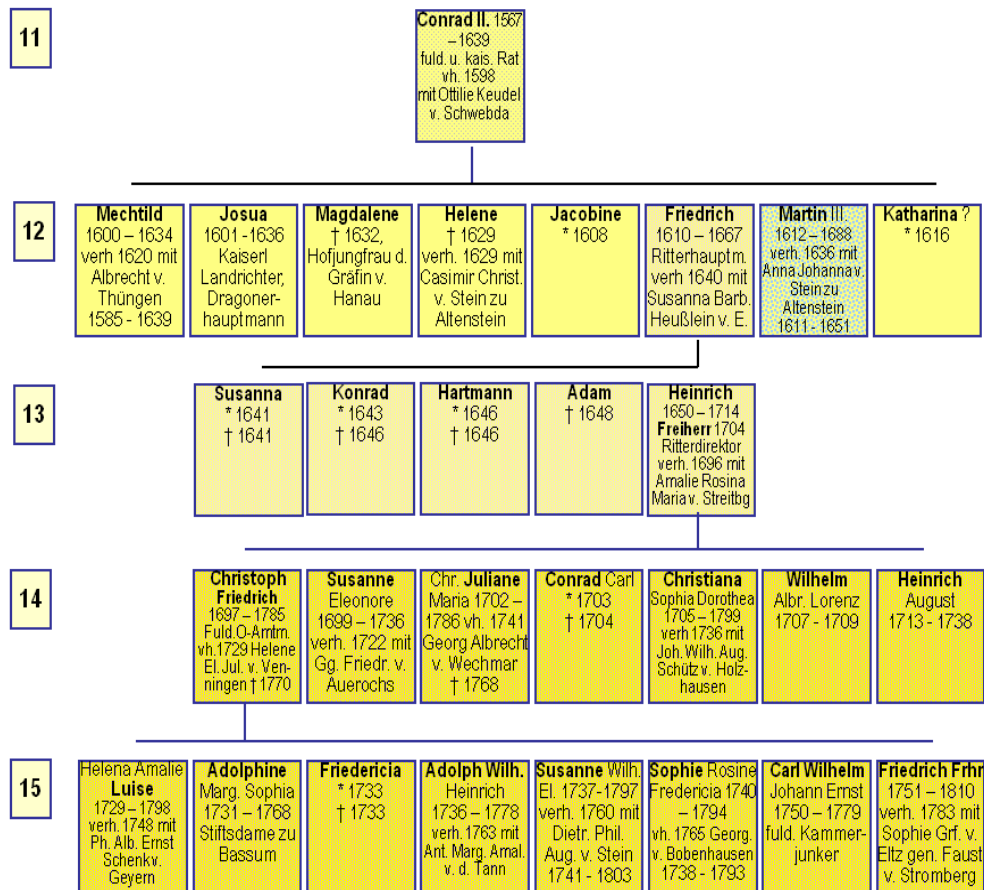 11
Conrad II. 1567
– 1639
fuld. u. kais. Rat
vh. 1598
mit Ottilie Keudel
v. Schwebda
12
Mechtild
1600 – 1634
verh 1620 mit
Albrecht v.
Thüngen
1585 - 1639
Josua
1601 -1636
Kaiserl
Landrichter,
Dragoner-
hauptmann
Magdalene
† 1632,
Hofjungfrau d.
Gräfin v.
Hanau
Helene
† 1629
verh. 1629 mit
Casimir Christ.
v. Stein zu
Altenstein
Jacobine
* 1608
Friedrich
1610 – 1667
Ritterhauptm.
verh 1640 mit
Susanna Barb.
Heußlein v. E.
Martin III
1612 – 1688
verh. 1636 mit
Anna Johanna v.
Stein zu
Altenstein
1611 - 1651
Katharina ?
* 1616
13
Susanna
* 1641
† 1641
Konrad
* 1643
† 1646
Hartmann
* 1646
† 1646
Adam
† 1648
Heinrich
1650 – 1714
Freiherr 1704
Ritterdirektor
verh. 1696 mit
Amalie Rosina
Maria v. Streitbg
14
Christoph
Friedrich
1697 – 1785
Fuld.O-Amtm.
vh.1729 Helene
El. Jul. v. Ven-
ningen † 1770
Susanne
Eleonore
1699 – 1736
verh. 1722 mit
Gg. Friedr. v.
Auerochs
Chr. Juliane
Maria 1702 –
1786 vh. 1741
Georg Albrecht
v. Wechmar
† 1768
Conrad Carl
* 1703
† 1704
Christiana
Sophia Dorothea
1705 – 1799
verh 1736 mit
Joh. Wilh. Aug.
Schütz v. Holz-
hausen
Wilhelm
Albr. Lorenz
1707 - 1709
Heinrich
August
1713 - 1738
15
Helena Amalie
Luise
1729 – 1798
verh. 1748 mit
Ph. Alb. Ernst
Schenk v.
Geyern
Adolphine
Marg. Sophia
1731 – 1768
Stiftsdame zu
Bassum
Friedericia
* 1733
† 1733
Adolph Wilh.
Heinrich
1736 – 1778
verh. 1763 mit
Ant. Marg. Amal.
v. d. Tann
Susanne Wilh.
El. 1737-1797
verh. 1760 mit
Dietr. Phil.
Aug. v. Stein
1741 - 1803
Sophie Rosine
Fredericia 1740
– 1794
vh. 1765 Georg.
v. Bobenhausen
1738 - 1793
Carl Wilhelm
Johann Ernst
1750 – 1779
fuld. Kammer-
junker
Friedrich Frhr
1751 – 1810
verh. 1783 mit
Sophie Grf. v.
Eltz gen. Faust
v. Stromberg